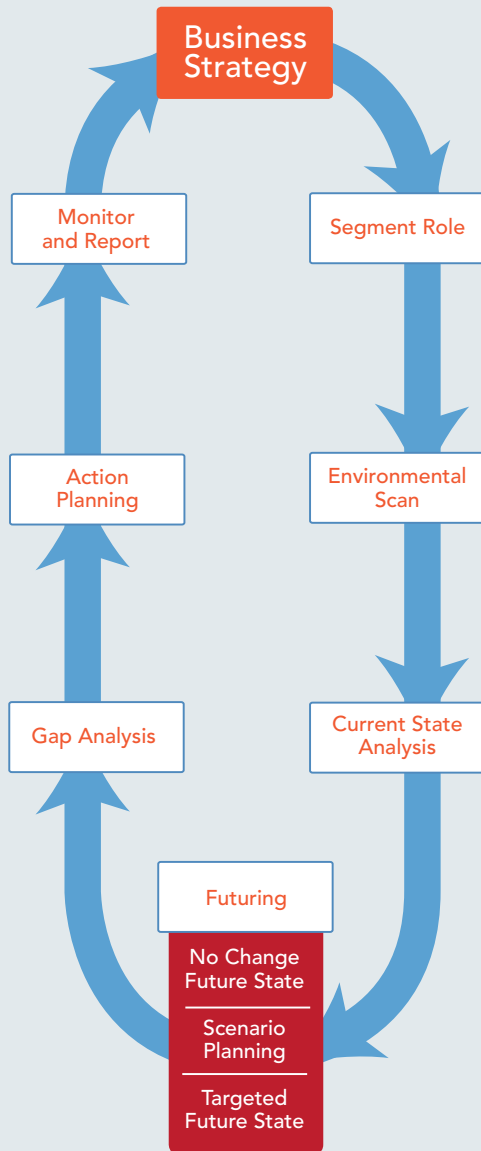 Business
Strategy
Segment Role
Environmental
Scan
Current State
Analysis
Futuring
No Change
Future State
Scenario
Planning
Targeted
Future State
Gap Analysis
Action
Planning
Monitor
and Report